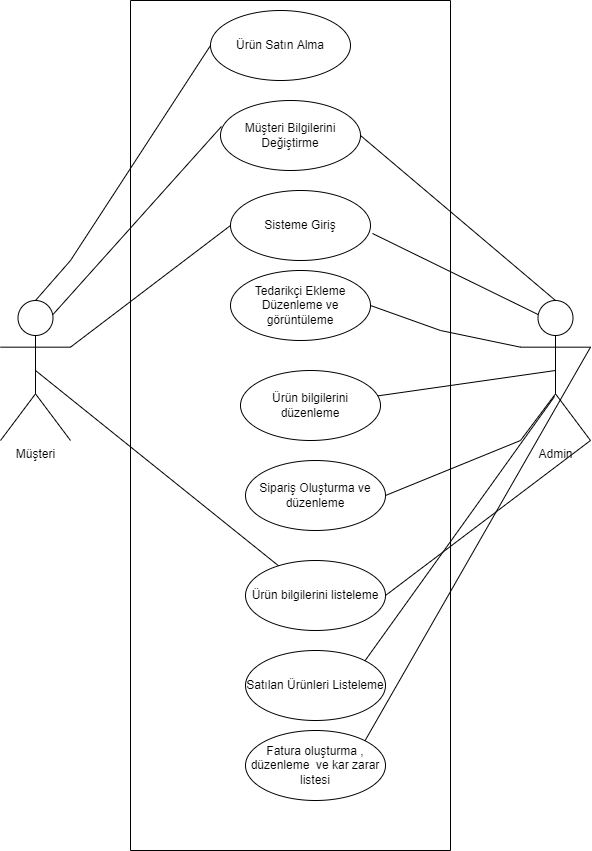 Ürün Satın Alma
Müşteri Bilgilerini
Değiştirme
Sisteme Giriş
Tedarikçi Ekleme
Düzenleme ve
görüntüleme
Ürün bilgilerini
düzenleme
Müşteri
Admin
Sipariş Oluşturma ve
düzenleme
Ürün bilgilerini listeleme
Satılan Ürünleri Listeleme
Fatura oluşturma ,
düzenleme ve kar zarar
listesi